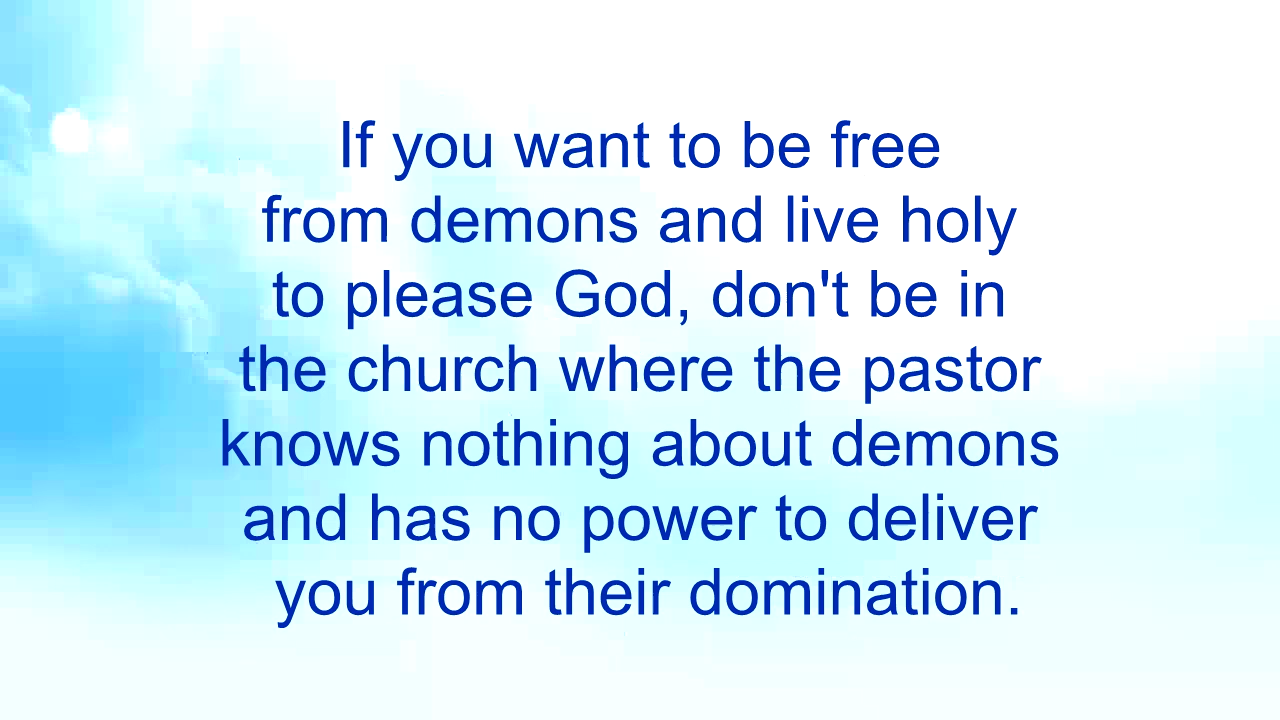 If you want to be free
from demons and live holy
to please God, don't be in
the church where the pastor
knows nothing about demons
and has no power to deliver
you from their domination.